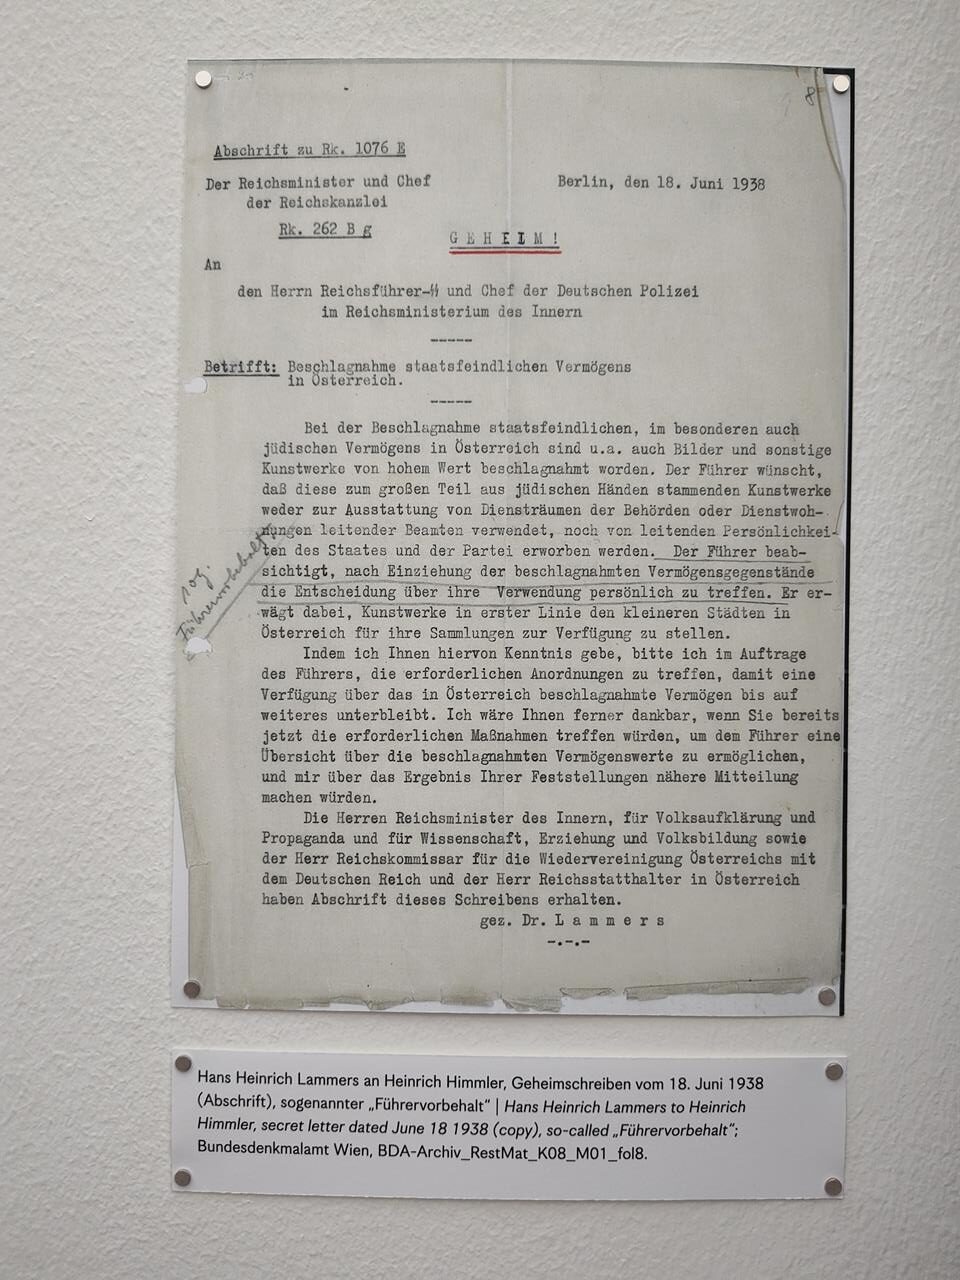 8
Abschrift zu Rk. 1076 E
Der Reichsminister und Chef
der Reichskanzlei
Berlin, den 18. Juni 1938
Rk. 262 B g
G E H E I M !
An
den Herrn Reichsführer-SS und Chef der Deutschen Polizei
im Reichsministerium des Innern
-----
Betrifft: Beschlagnahme staatsfeindlichen Vermögens
in Österreich.
-----
Bei der Beschlagnahme staatsfeindlichen, im besonderen auch
jüdischen Vermögens in Österreich sind u.a. auch Bilder und sonstige
Kunstwerke von hohem Wert beschlagnahmt worden. Der Führer wünscht,
daß diese zum großen Teil aus jüdischen Händen stammenden Kunstwerke
weder zur Ausstattung von Diensträumen der Behörden oder Dienstwoh-
nungen leitender Beamten verwendet, noch von leitenden Persönlichkei-
ten des Staates und der Partei erworben werden. Der Führer beab-
sichtigt, nach Einziehung der beschlagnahmten Vermögensgegenstände
die Entscheidung über ihre Verwendung persönlich zu treffen. Er er-
wägt dabei, Kunstwerke in erster Linie den kleineren Städten in
Österreich für ihre Sammlungen zur Verfügung zu stellen.
sog.
Führervorbehalt
Indem ich Ihnen hiervon Kenntnis gebe, bitte ich im Auftrage
des Führers, die erforderlichen Anordnungen zu treffen, damit eine
Verfügung über das in Österreich beschlagnahmte Vermögen bis auf
weiteres unterbleibt. Ich wäre Ihnen ferner dankbar, wenn Sie bereits
jetzt die erforderlichen Maßnahmen treffen würden, um dem Führer eine
Übersicht über die beschlagnahmten Vermögenswerte zu ermöglichen,
und mir über das Ergebnis Ihrer Feststellungen nähere Mitteilung
machen würden.
Die Herren Reichsminister des Innern, für Volksaufklärung und
Propaganda und für Wissenschaft, Erziehung und Volksbildung sowie
der Herr Reichskommissar für die Wiedervereinigung Österreichs mit
dem Deutschen Reich und der Herr Reichsstatthalter in Österreich
haben Abschrift dieses Schreibens erhalten.
gez. Dr. L a m m e r s
-.-.-
Hans Heinrich Lammers an Heinrich Himmler, Geheimschreiben vom 18. Juni 1938
(Abschrift), sogenannter „Führervorbehalt“ | Hans Heinrich Lammers to Heinrich
Himmler, secret letter dated June 18 1938 (copy), so-called „Führervorbehalt“;
Bundesdenkmalamt Wien, BDA-Archiv_RestMat_K08_M01_fol8.